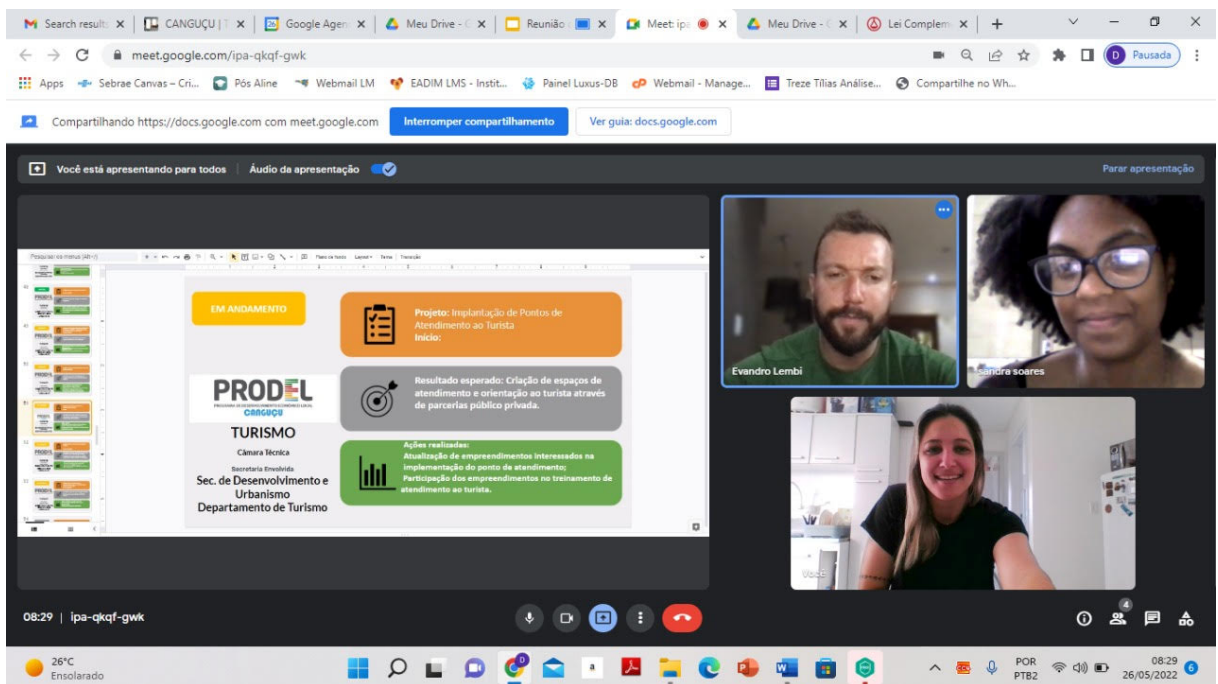 Search result:
CANGUÇU | T
Google Agen
Meu Drive - G
Reunião
Meet: ipa
Meu Drive - G
Lei Complem
meet.google.com/ipa-qkqf-gwk
Pausada
Apps
Sebrae Canvas – Cri...
Pós Aline
Webmail LM
EADIM LMS - Instit...
Painel Luxus-DB
Webmail - Manage...
Treze Tílias Análise...
Compartilhe no Wh...
Compartilhando https://docs.google.com com meet.google.com
Interromper compartilhamento
Ver guia: docs.google.com
Você está apresentando para todos
Áudio da apresentação
Parar apresentação
EM ANDAMENTO
Projeto: Implantação de Pontos de
Atendimento ao Turista
Início:
PRODEL
PROGRAMA DE DESENVOLVIMENTO ECONÔMICO LOCAL
CANGUÇU
TURISMO
Câmara Técnica
Secretaria Envolvida
Sec. de Desenvolvimento e
Urbanismo
Departamento de Turismo
Resultado esperado: Criação de espaços de
atendimento e orientação ao turista através
de parcerias público privada.
Ações realizadas:
Atualização de empreendimentos interessados na
implementação do ponto de atendimento;
Participação dos empreendimentos no treinamento de
atendimento ao turista.
Evandro Lembi
sandra soares
Você
08:29 | ipa-qkqf-gwk
4
26°C
Ensolarado
POR
PTB2
08:29
26/05/2022
6